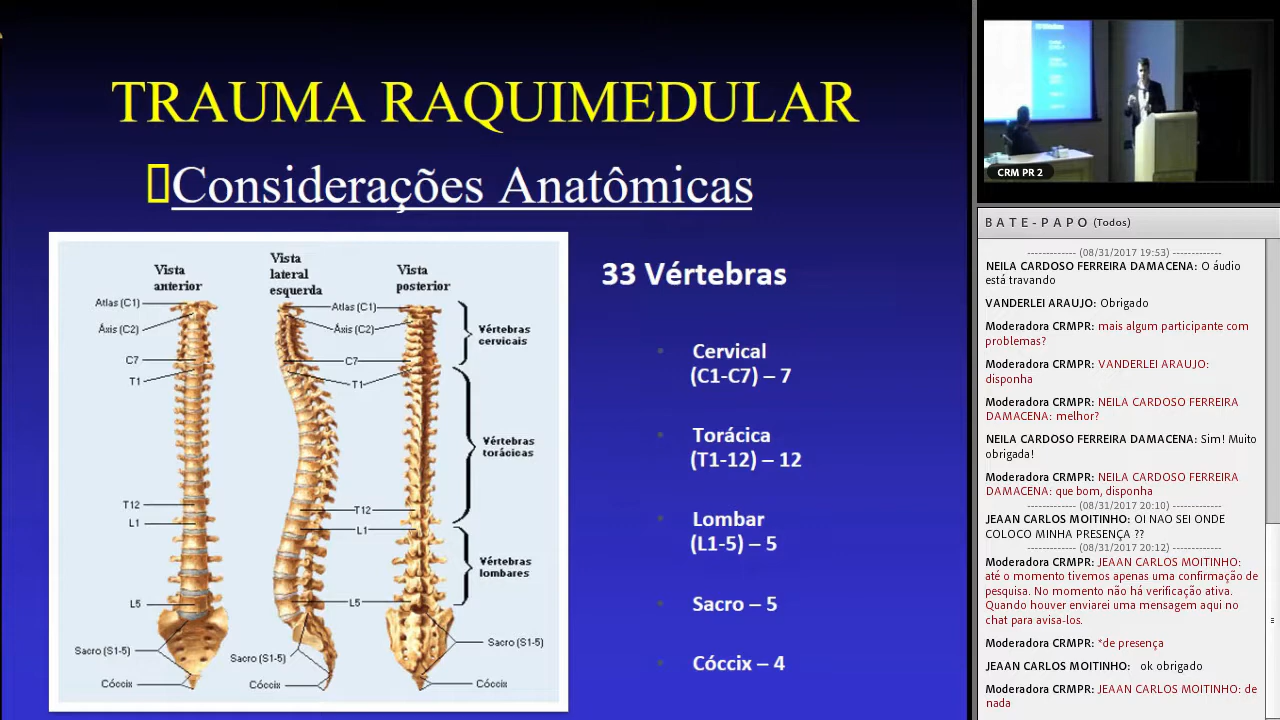 TRAUMA RAQUIMEDULAR
Considerações Anatômicas
Vista
anterior
Vista
lateral
esquerda
Vista
posterior
Atlas (C1)
Áxis (C2)
C7
T1
T12
L1
L5
Sacro (S1-5)
Cóccix
Atlas (C1)
Áxis (C2)
C7
T1
T12
L1
L5
Sacro (S1-5)
Cóccix
Sacro (S1-5)
Cóccix
Vértebras
cervicais
Vértebras
torácicas
Vértebras
lombares
33 Vértebras
Cervical
(C1-C7) – 7
Torácica
(T1-12) – 12
Lombar
(L1-5) – 5
Sacro – 5
Cóccix – 4
CRM PR 2
BATE-PAPO (Todos)
------------- (08/31/2017 19:53) -------------
NEILA CARDOSO FERREIRA DAMACENA: O áudio
está travando
VANDERLEI ARAUJO: Obrigado
Moderadora CRMPR: mais algum participante com
problemas?
Moderadora CRMPR: VANDERLEI ARAUJO:
disponha
Moderadora CRMPR: NEILA CARDOSO FERREIRA
DAMACENA: melhor?
NEILA CARDOSO FERREIRA DAMACENA: Sim! Muito
obrigada!
Moderadora CRMPR: NEILA CARDOSO FERREIRA
DAMACENA: que bom, disponha
------------- (08/31/2017 20:10) -------------
JEAAN CARLOS MOITINHO: OI NAO SEI ONDE
COLOCO MINHA PRESENÇA ??
------------- (08/31/2017 20:12) -------------
Moderadora CRMPR: JEAAN CARLOS MOITINHO:
até o momento tivemos apenas uma confirmação de
pesquisa. No momento não há verificação ativa.
Quando houver enviarei uma mensagem aqui no
chat para avisa-los.
Moderadora CRMPR: *de presença
JEAAN CARLOS MOITINHO: ok obrigado
Moderadora CRMPR: JEAAN CARLOS MOITINHO: de
nada